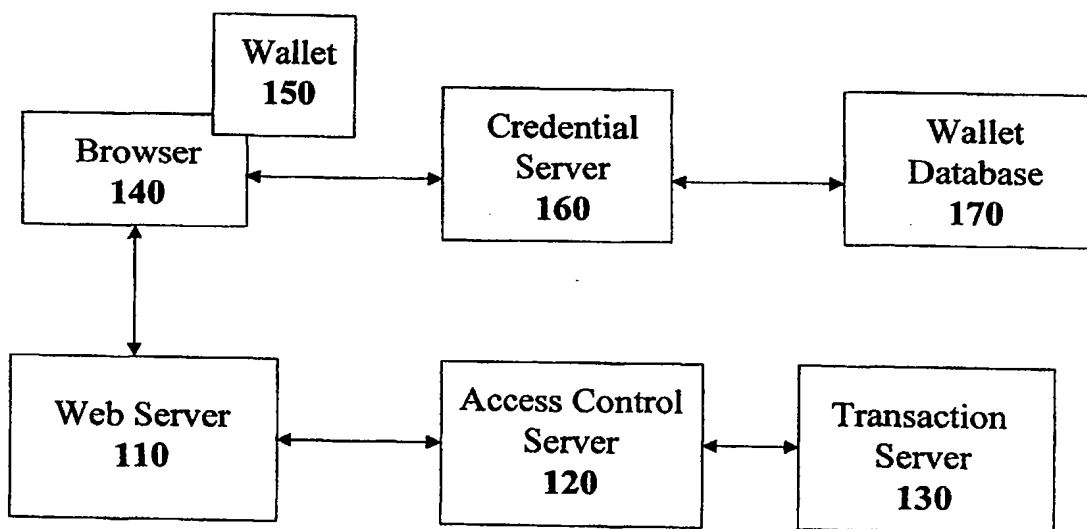 Wallet
150
Browser
140
Credential
Server
160
Wallet
Database
170
Web Server
110
Access Control
Server
120
Transaction
Server
130